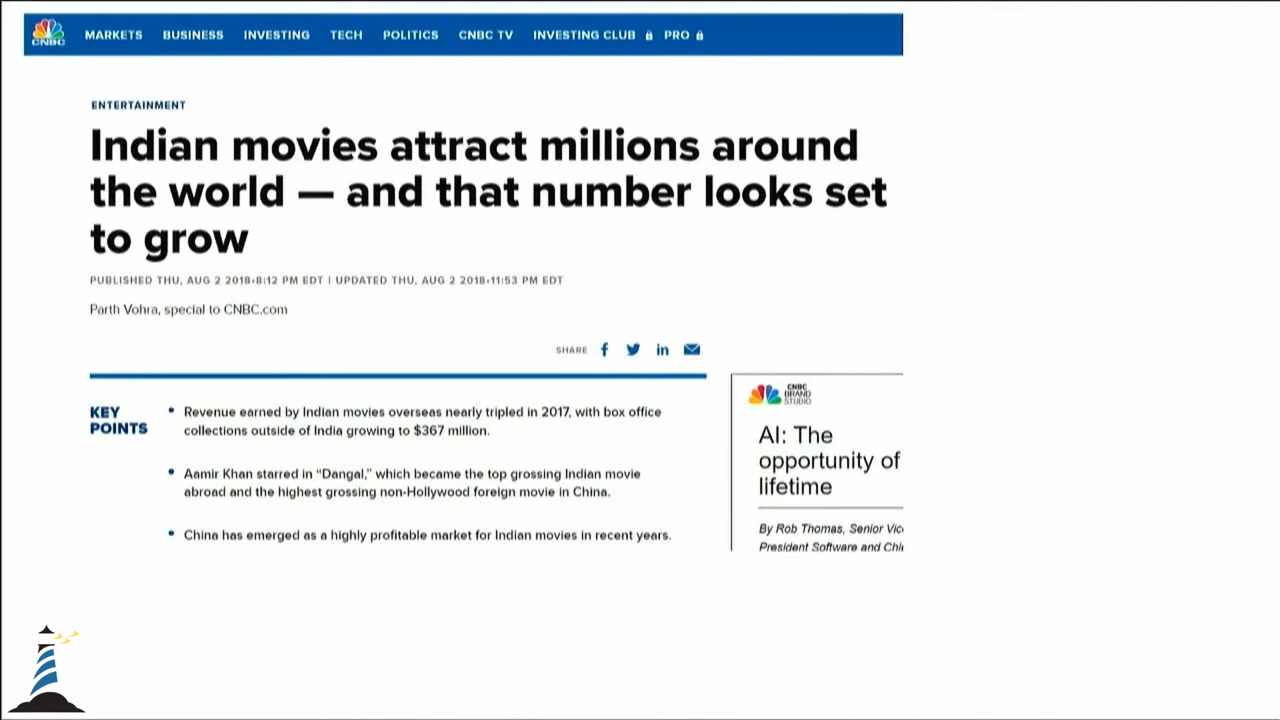 CNBC
MARKETS BUSINESS INVESTING TECH POLITICS CNBC TV INVESTING CLUB PRO
ENTERTAINMENT
Indian movies attract millions around
the world — and that number looks set
to grow
PUBLISHED THU, AUG 2 2018•8:12 PM EDT | UPDATED THU, AUG 2 2018•11:53 PM EDT
Parth Vohra, special to CNBC.com
SHARE
KEY
POINTS
• Revenue earned by Indian movies overseas nearly tripled in 2017, with box office
collections outside of India growing to $367 million.
• Aamir Khan starred in “Dangal,” which became the top grossing Indian movie
abroad and the highest grossing non-Hollywood foreign movie in China.
• China has emerged as a highly profitable market for Indian movies in recent years.
CNBC
BRAND
STUDIO
AI: The
opportunity of
lifetime
By Rob Thomas, Senior Vic
President Software and Chi